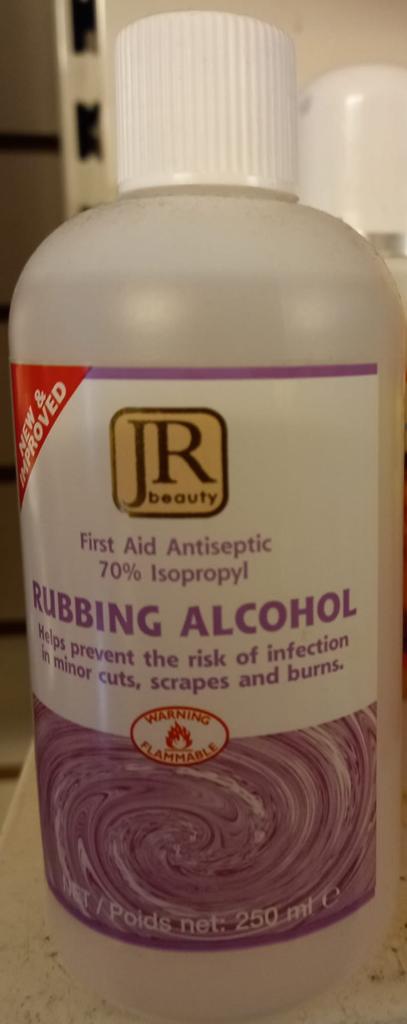 NEW &
IMPROVED
JR
beauty
First Aid Antiseptic
70% Isopropyl
RUBBING ALCOHOL
Helps prevent the risk of infection
in minor cuts, scrapes and burns.
WARNING
FLAMMABLE
NET / Poids net: 250 ml ℮